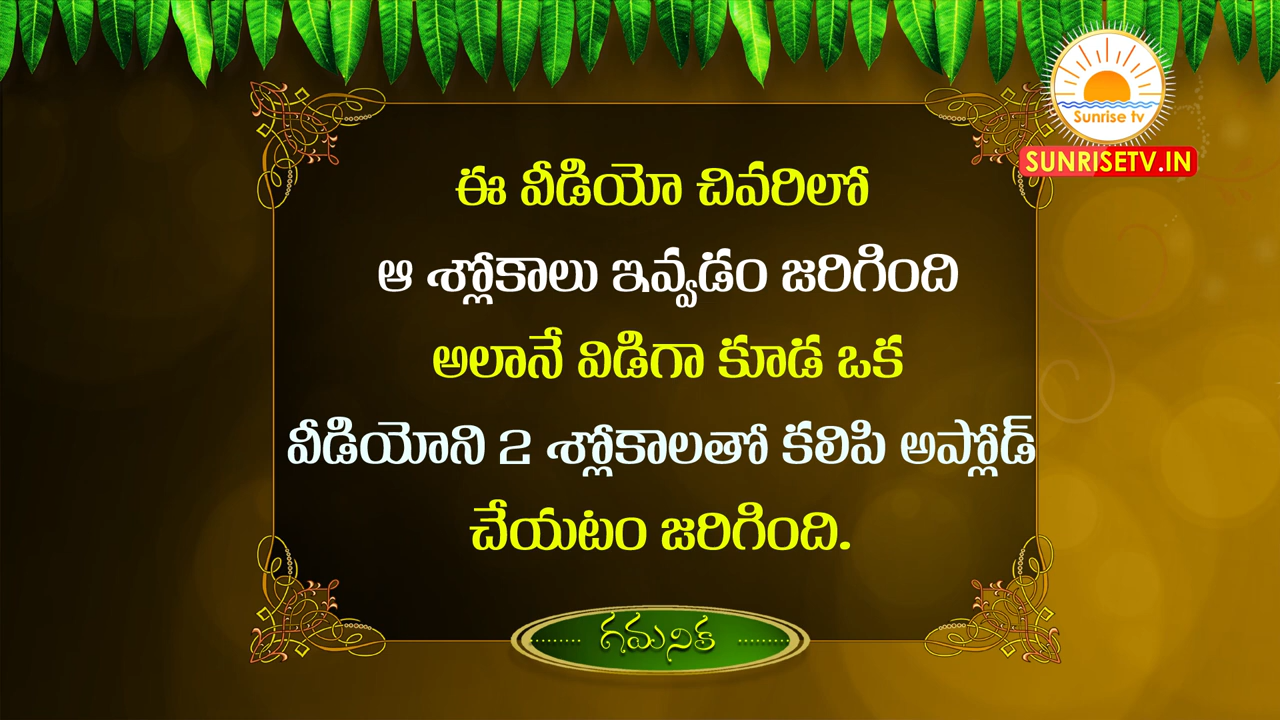 Sunrise tv
SUNRISETV.IN
ఈ వీడియో చివరిలో
ఆ శ్లోకాలు ఇవ్వడం జరిగింది
అలానే విడిగా కూడ ఒక
వీడియోని 2 శ్లోకాలతో కలిపి అప్లోడ్
చేయటం జరిగింది.
గమనిక